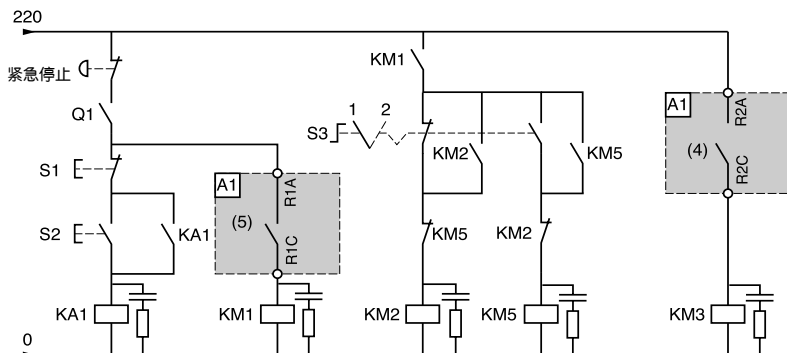 220
紧急停止
Q1
S1
S2
KA1
A1
R1A
(5)
R1C
KA1
KM1
KM1
S3
1
2
KM2
KM5
KM5
KM2
KM2
KM5
A1
R2A
(4)
R2C
KM3
0